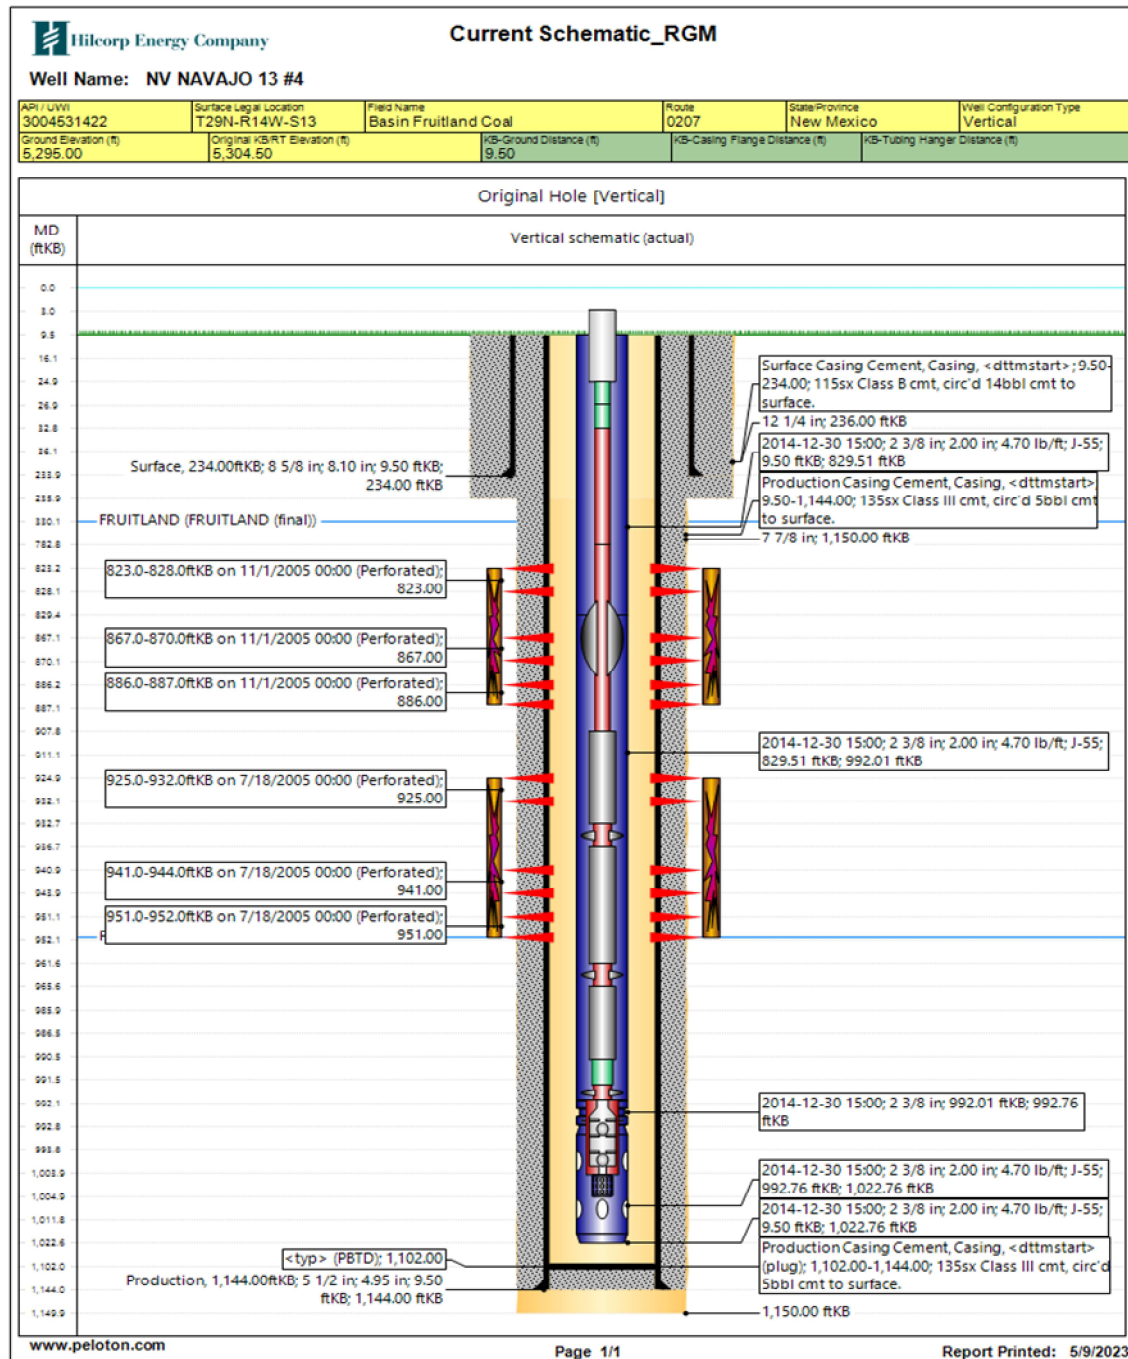 Hilcorp Energy Company
Current Schematic_RGM
Well Name: NV NAVAJO 13 #4
API / UWI
3004531422
Surface Legal Location
T29N-R14W-S13
Field Name
Basin Fruitland Coal
Route
0207
State/Province
New Mexico
Well Configuration Type
Vertical
Ground Elevation (ft)
5,295.00
Original KB/RT Elevation (ft)
5,304.50
KB-Ground Distance (ft)
9.50
KB-Casing Flange Distance (ft)
KB-Tubing Hanger Distance (ft)
Original Hole [Vertical]
MD
(ftKB)
Vertical schematic (actual)
0.0
3.0
9.5
16.1
24.9
26.9
32.8
36.1
233.9
330.1
782.8
823.2
828.1
829.4
867.1
870.1
886.2
887.1
907.8
911.1
924.9
932.1
932.7
936.7
940.9
943.9
951.1
952.1
961.6
965.6
985.9
986.5
990.5
991.5
992.1
992.8
1,004.9
1,011.8
1,022.6
1,102.0
1,144.0
1,149.9
Surface Casing Cement, Casing, <dttmstart>; 9.50-
234.00; 115sx Class B cmt, circ'd 14bbl cmt to
surface.
12 1/4 in; 236.00 ftKB
2014-12-30 15:00; 2 3/8 in; 2.00 in; 4.70 lb/ft; J-55;
9.50 ftKB; 829.51 ftKB
Surface, 234.00ftKB; 8 5/8 in; 8.10 in; 9.50 ftKB;
234.00 ftKB
Production Casing Cement, Casing, <dttmstart>
9.50-1,144.00; 135sx Class III cmt, circ'd 5bbl cmt
to surface.
FRUITLAND (FRUITLAND (final))
7 7/8 in; 1,150.00 ftKB
823.0-828.0ftKB on 11/1/2005 00:00 (Perforated);
823.00
867.0-870.0ftKB on 11/1/2005 00:00 (Perforated);
867.00
886.0-887.0ftKB on 11/1/2005 00:00 (Perforated);
886.00
2014-12-30 15:00; 2 3/8 in; 2.00 in; 4.70 lb/ft; J-55;
829.51 ftKB; 992.01 ftKB
925.0-932.0ftKB on 7/18/2005 00:00 (Perforated);
925.00
941.0-944.0ftKB on 7/18/2005 00:00 (Perforated);
941.00
951.0-952.0ftKB on 7/18/2005 00:00 (Perforated);
951.00
2014-12-30 15:00; 2 3/8 in; 992.01 ftKB; 992.76
ftKB
2014-12-30 15:00; 2 3/8 in; 2.00 in; 4.70 lb/ft; J-55;
992.76 ftKB; 1,022.76 ftKB
2014-12-30 15:00; 2 3/8 in; 2.00 in; 4.70 lb/ft; J-55;
9.50 ftKB; 1,022.76 ftKB
<typ> (PBTD); 1,102.00
Production Casing Cement, Casing, <dttmstart>
(plug); 1,102.00-1,144.00; 135sx Class III cmt, circ'd
5bbl cmt to surface.
Production, 1,144.00ftKB; 5 1/2 in; 4.95 in; 9.50
ftKB; 1,144.00 ftKB
1,150.00 ftKB
www.peloton.com
Page 1/1
Report Printed: 5/9/2023